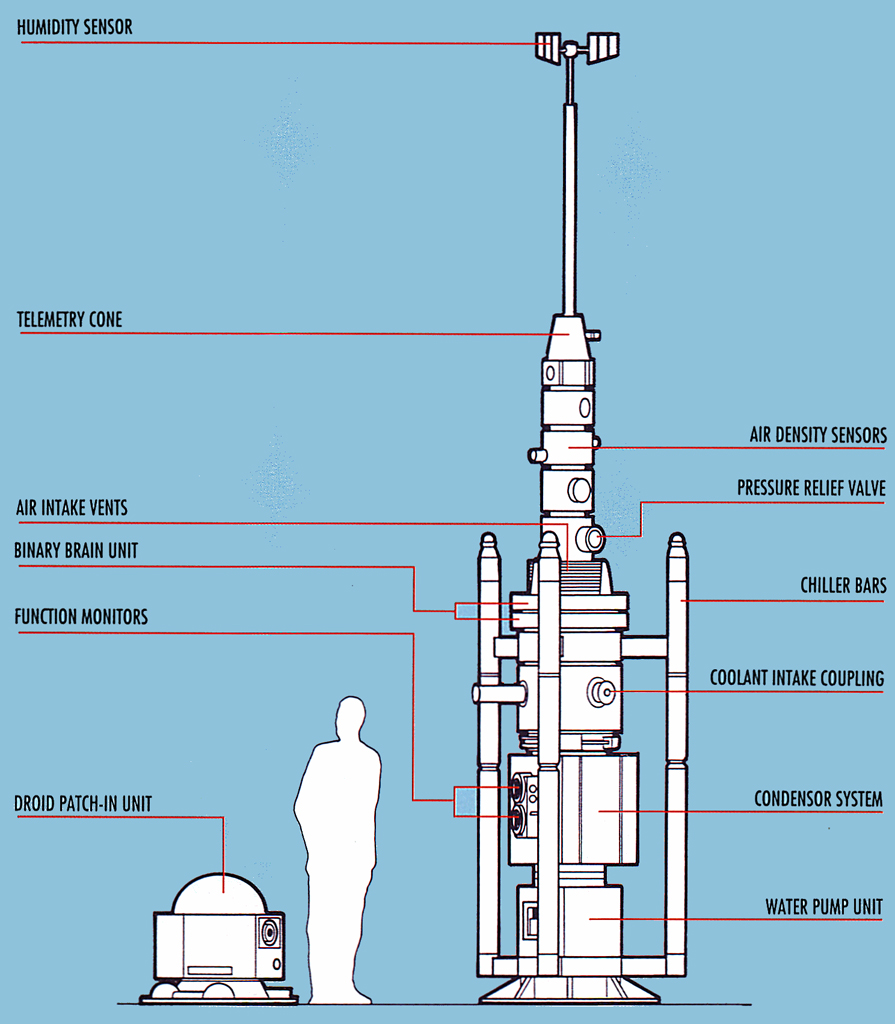 HUMIDITY SENSOR
TELEMETRY CONE
AIR DENSITY SENSORS
PRESSURE RELIEF VALVE
AIR INTAKE VENTS
BINARY BRAIN UNIT
CHILLER BARS
FUNCTION MONITORS
COOLANT INTAKE COUPLING
DROID PATCH-IN UNIT
CONDENSOR SYSTEM
WATER PUMP UNIT